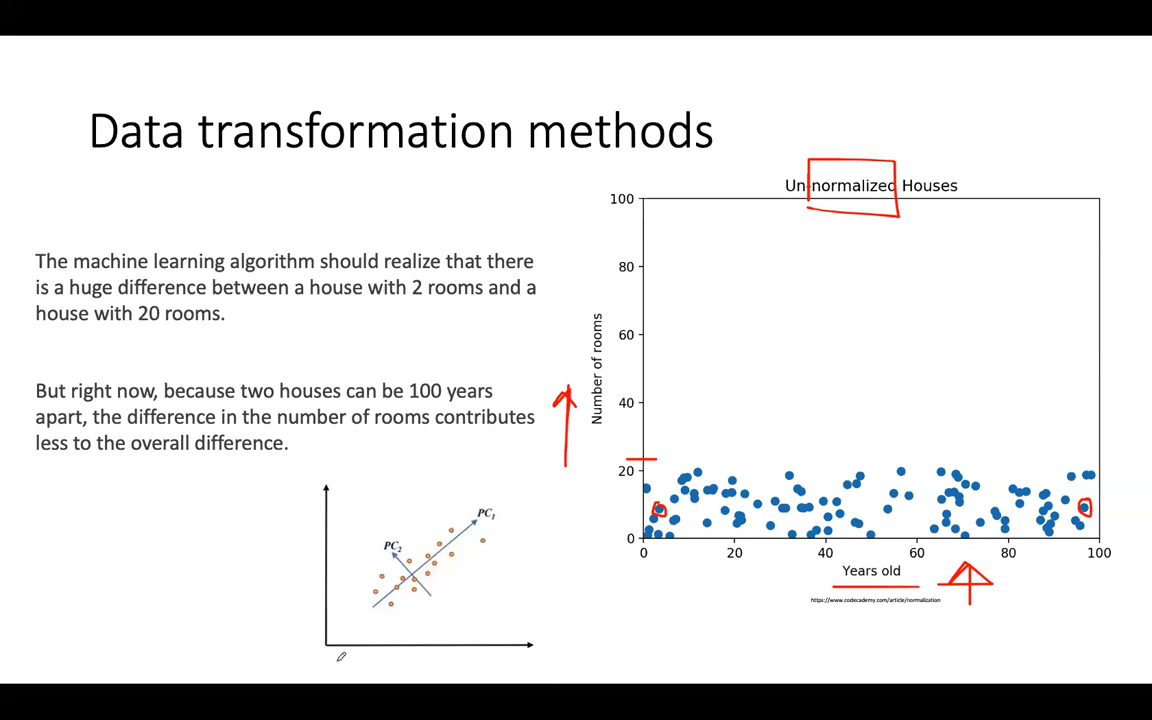 Data transformation methods
The machine learning algorithm should realize that there
is a huge difference between a house with 2 rooms and a
house with 20 rooms.
But right now, because two houses can be 100 years
apart, the difference in the number of rooms contributes
less to the overall difference.
PC1
PC2
Un-normalized Houses
100
80
60
40
20
0
Number of rooms
0 20 40 60 80 100
Years old
https://www.codecademy.com/article/normalization